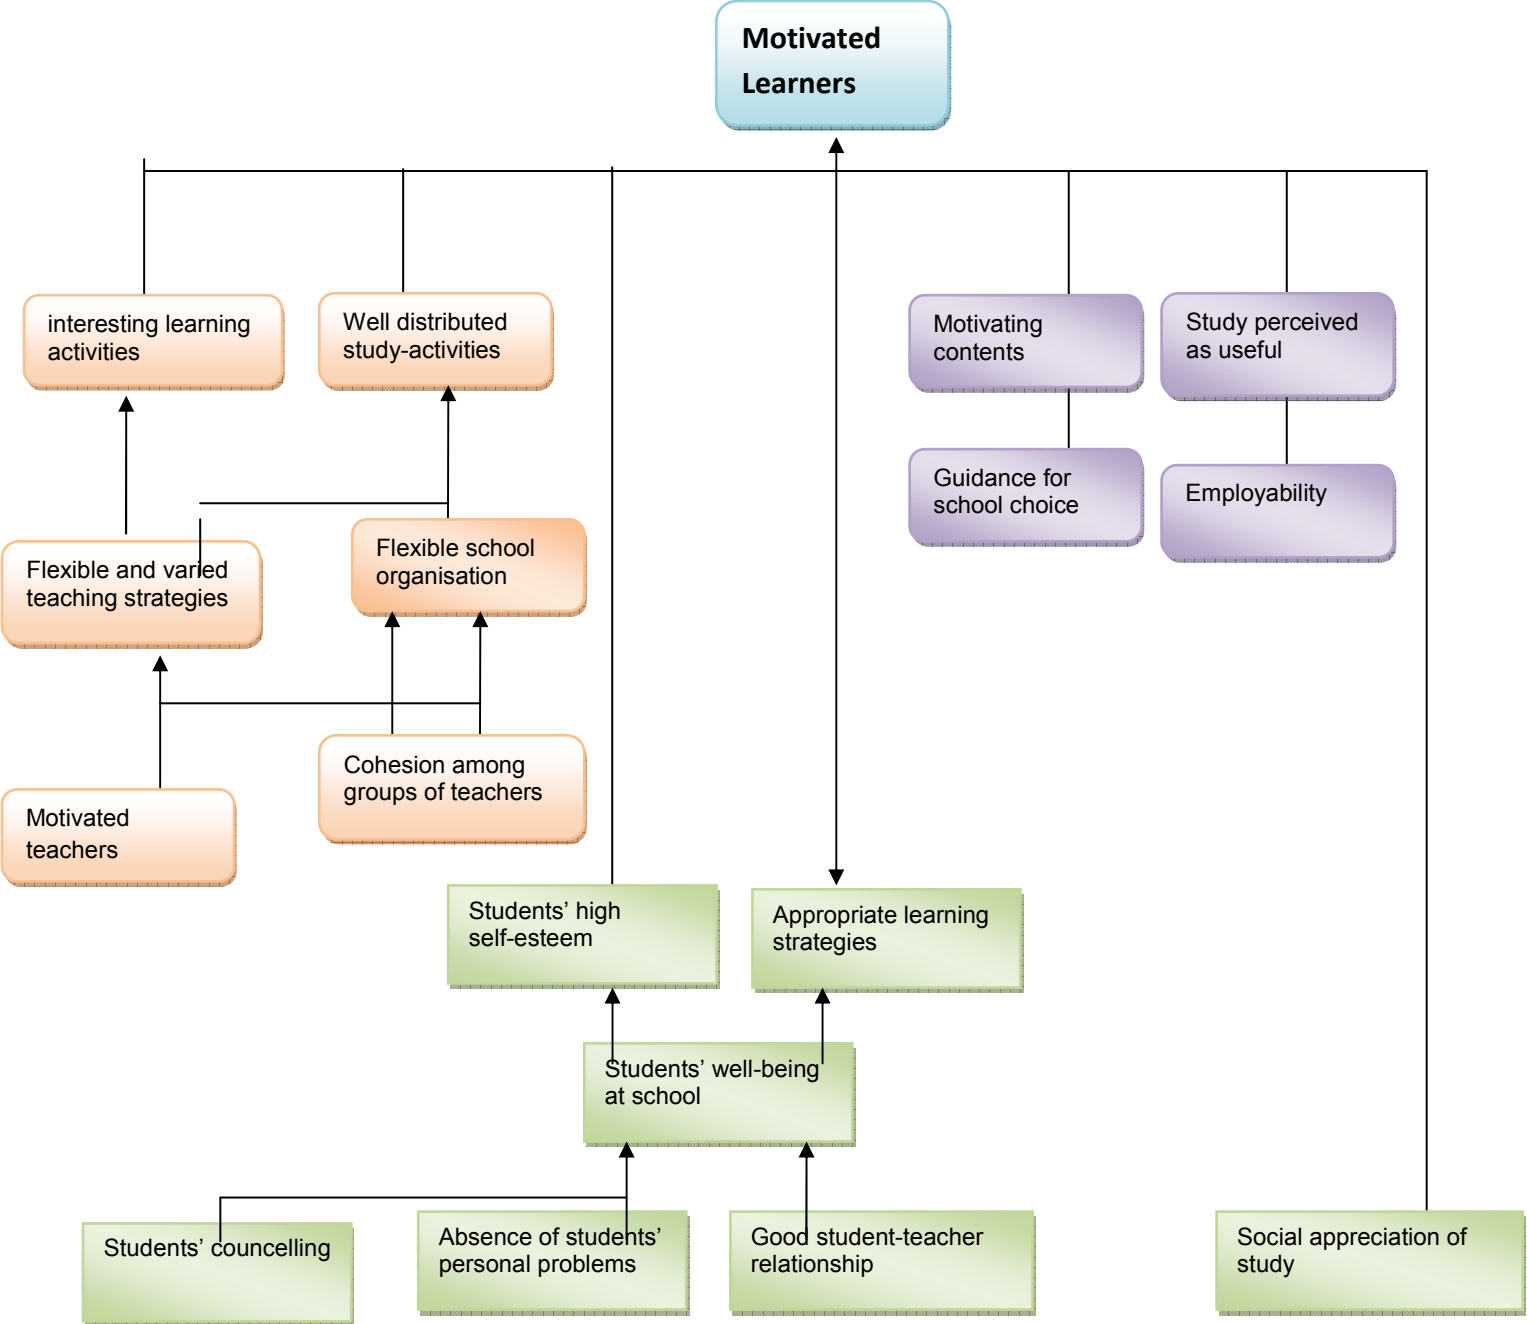 Motivated
Learners
interesting learning
activities
Well distributed
study-activities
Motivating
contents
Study perceived
as useful
Guidance for
school choice
Employability
Flexible and varied
teaching strategies
Flexible school
organisation
Cohesion among
groups of teachers
Motivated
teachers
Students’ high
self-esteem
Appropriate learning
strategies
Students’ well-being
at school
Students’ councelling
Absence of students’
personal problems
Good student-teacher
relationship
Social appreciation of
study